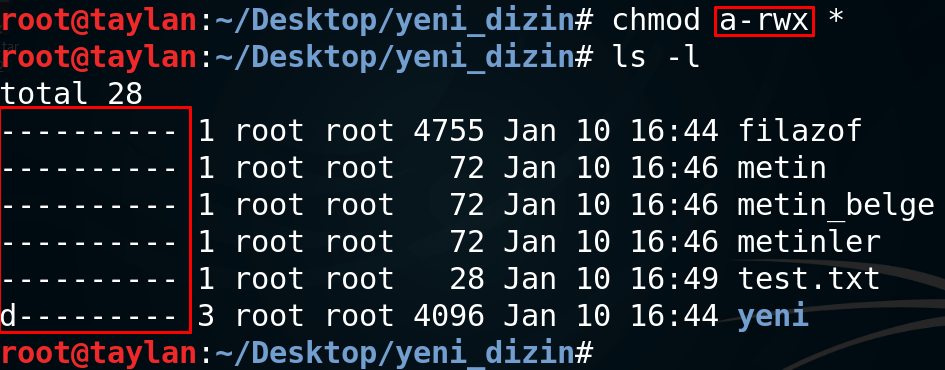 root@taylan:~/Desktop/yeni_dizin# chmod a-rwx *
root@taylan:~/Desktop/yeni_dizin# ls -l
total 28
---------- 1 root root 4755 Jan 10 16:44 filazof
---------- 1 root root   72 Jan 10 16:46 metin
---------- 1 root root   72 Jan 10 16:46 metin_belge
---------- 1 root root   72 Jan 10 16:46 metinler
---------- 1 root root   28 Jan 10 16:49 test.txt
d--------- 3 root root 4096 Jan 10 16:44 yeni
root@taylan:~/Desktop/yeni_dizin#